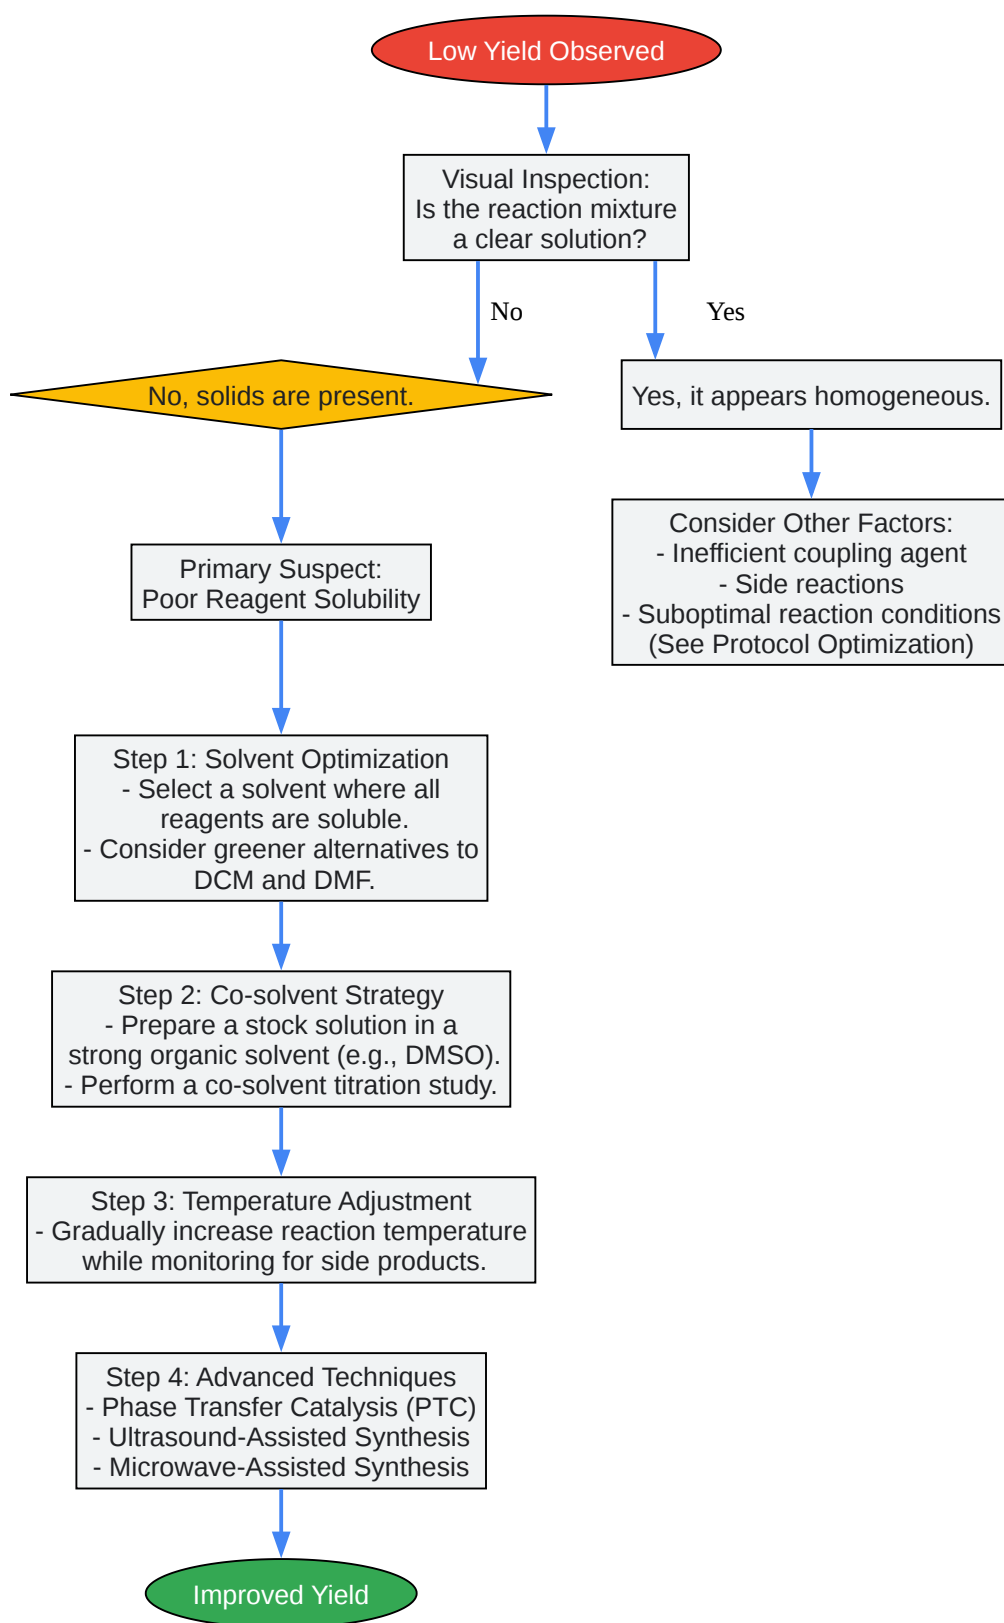 Low Yield Observed
Visual Inspection:
Is the reaction mixture
a clear solution?
No
Yes
No, solids are present.
Yes, it appears homogeneous.
Consider Other Factors:
- Inefficient coupling agent
- Side reactions
- Suboptimal reaction conditions
(See Protocol Optimization)
Primary Suspect:
Poor Reagent Solubility
Step 1: Solvent Optimization
- Select a solvent where all
reagents are soluble.
- Consider greener alternatives to
DCM and DMF.
Step 2: Co-solvent Strategy
- Prepare a stock solution in a
strong organic solvent (e.g., DMSO).
- Perform a co-solvent titration study.
Step 3: Temperature Adjustment
- Gradually increase reaction temperature
while monitoring for side products.
Step 4: Advanced Techniques
- Phase Transfer Catalysis (PTC)
- Ultrasound-Assisted Synthesis
- Microwave-Assisted Synthesis
Improved Yield